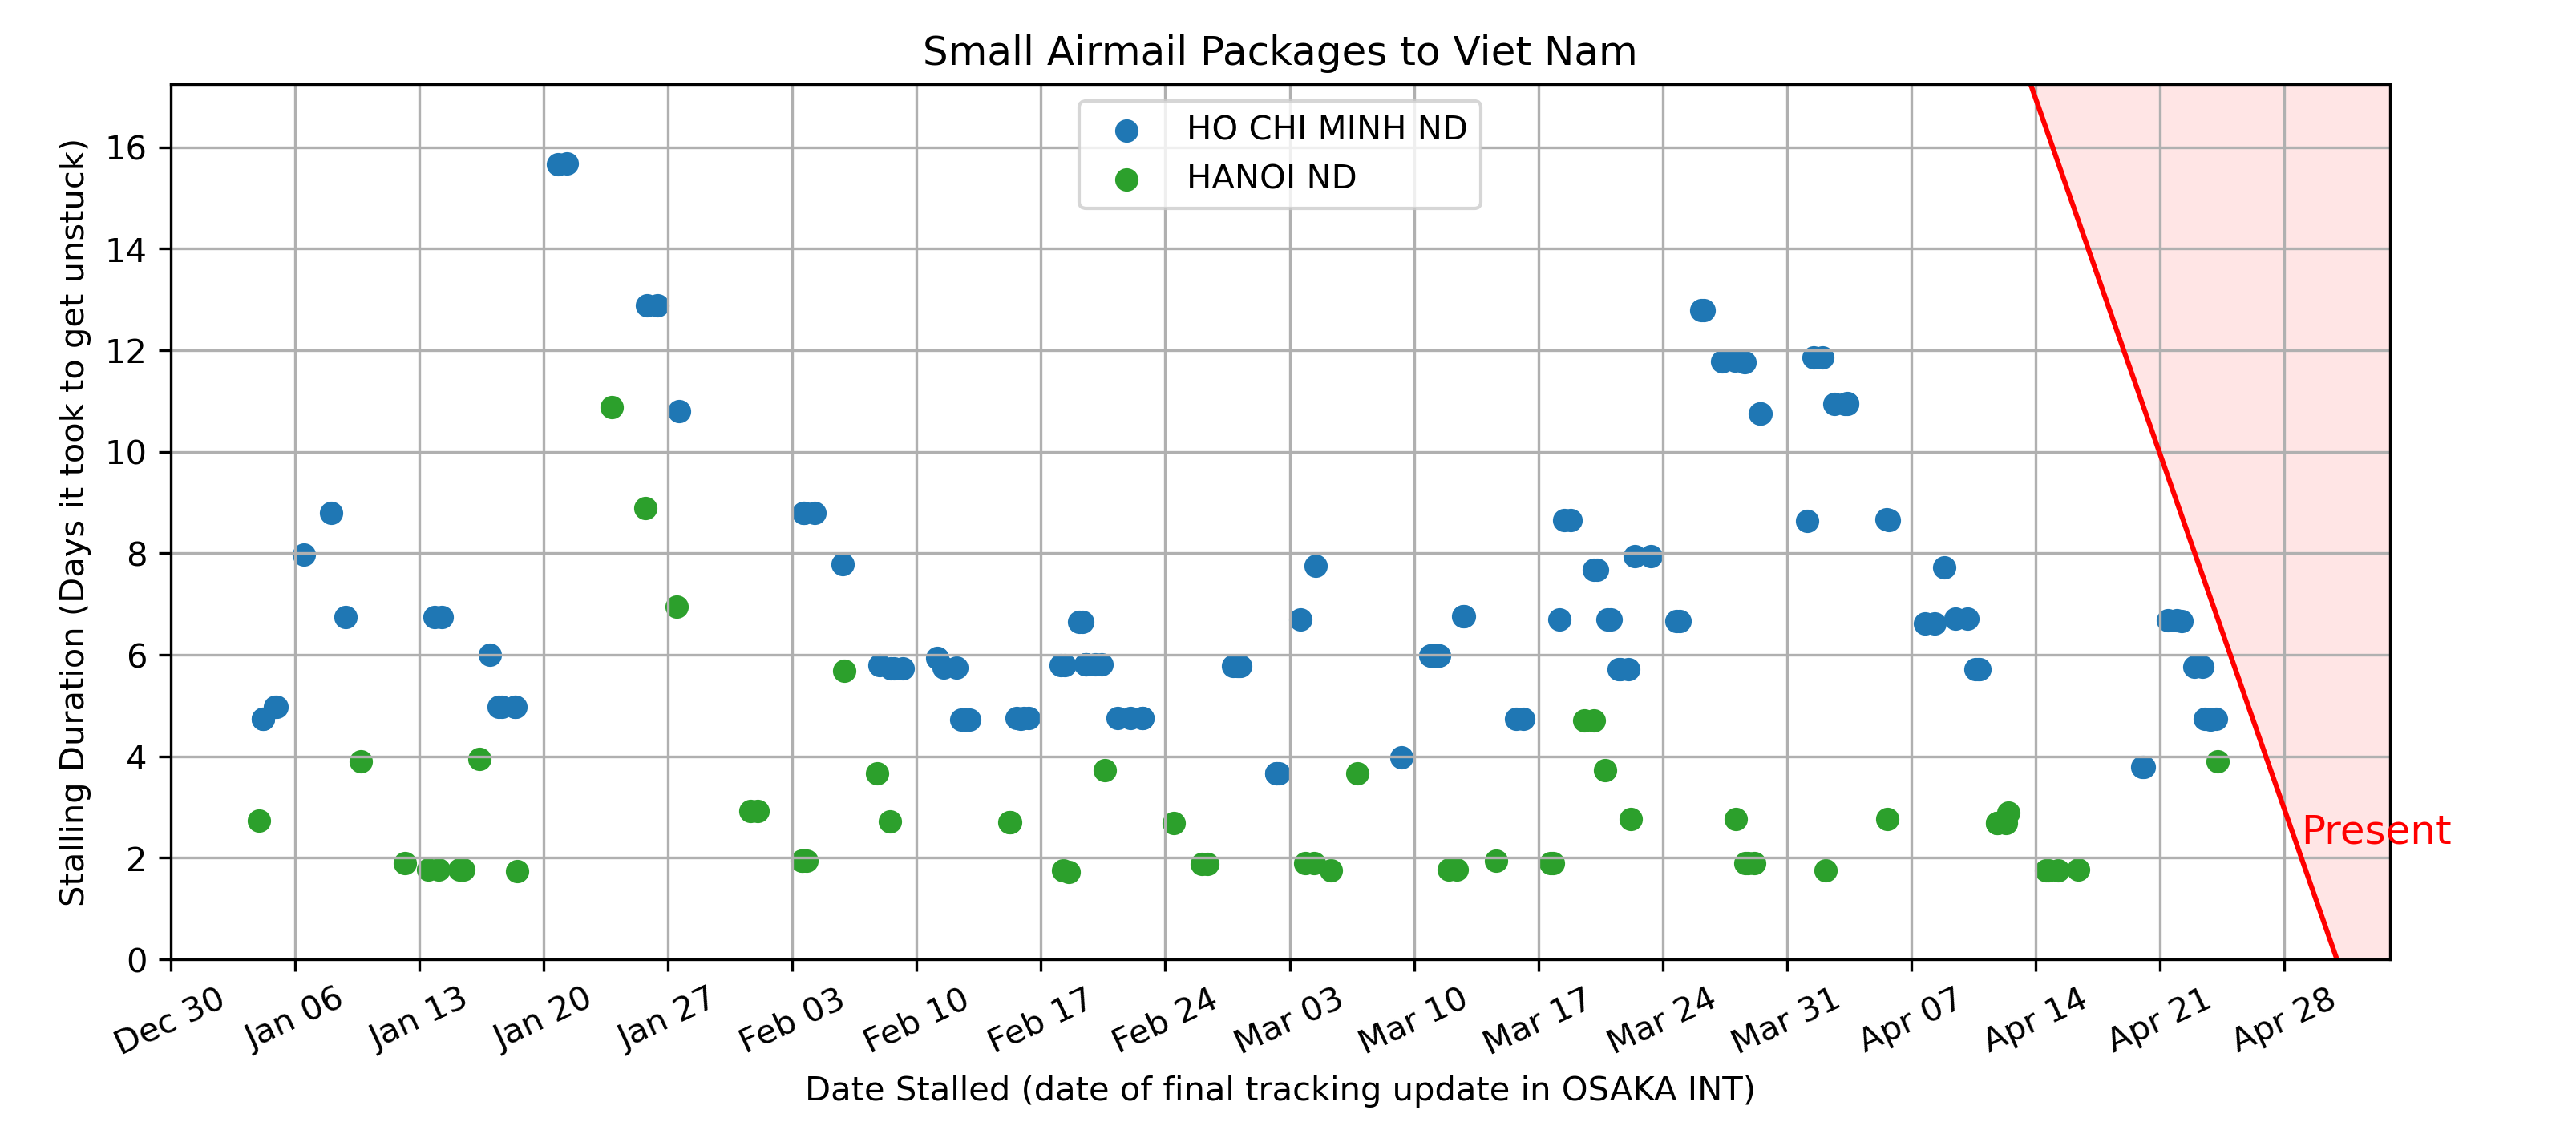 Small Airmail Packages to Viet Nam
HO CHI MINH ND
HANOI ND
Stalling Duration (Days it took to get unstuck)
16
14
12
10
8
6
4
2
0
Present
Dec 30
Jan 06
Jan 13
Jan 20
Jan 27
Feb 03
Feb 10
Feb 17
Feb 24
Mar 03
Mar 10
Mar 17
Mar 24
Mar 31
Apr 07
Apr 14
Apr 21
Apr 28
Date Stalled (date of final tracking update in OSAKA INT)